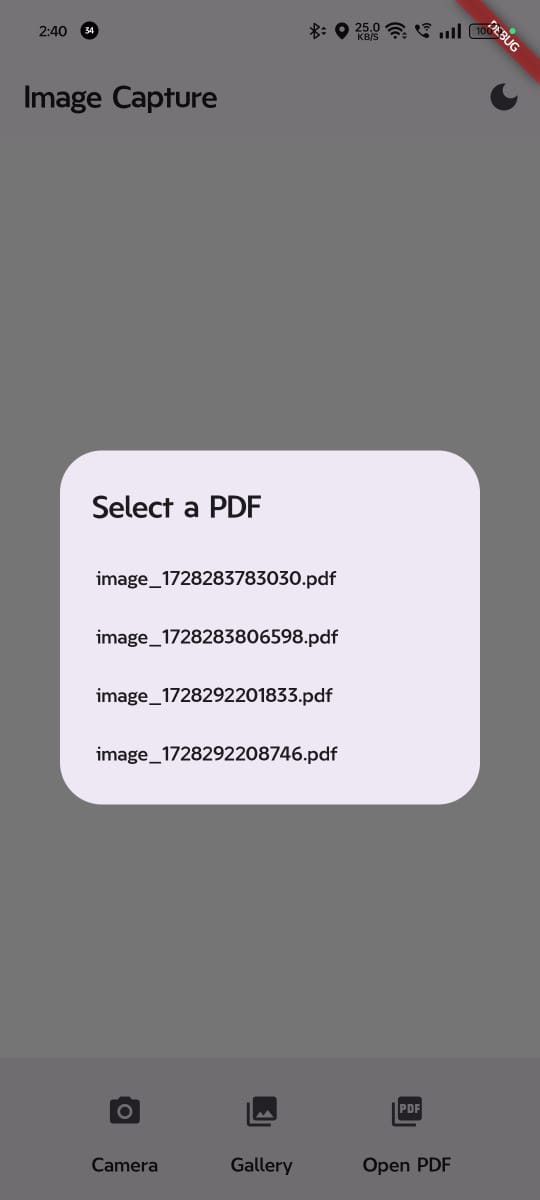 2:40
34
25.0
KB/S
100
DEBUG
Image Capture
Select a PDF
image_1728283783030.pdf
image_1728283806598.pdf
image_1728292201833.pdf
image_1728292208746.pdf
PDF
Camera
Gallery
Open PDF